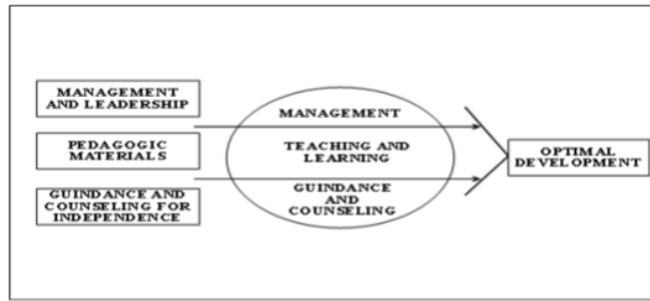 MANAGEMENT
AND LEADERSHIP
PEDAGOGIC
MATERIALS
GUINDANCE AND
COUNSELING FOR
INDEPENDENCE
MANAGEMENT
TEACHING AND
LEARNING
GUINDANCE
AND
COUNSELING
OPTIMAL
DEVELOPMENT